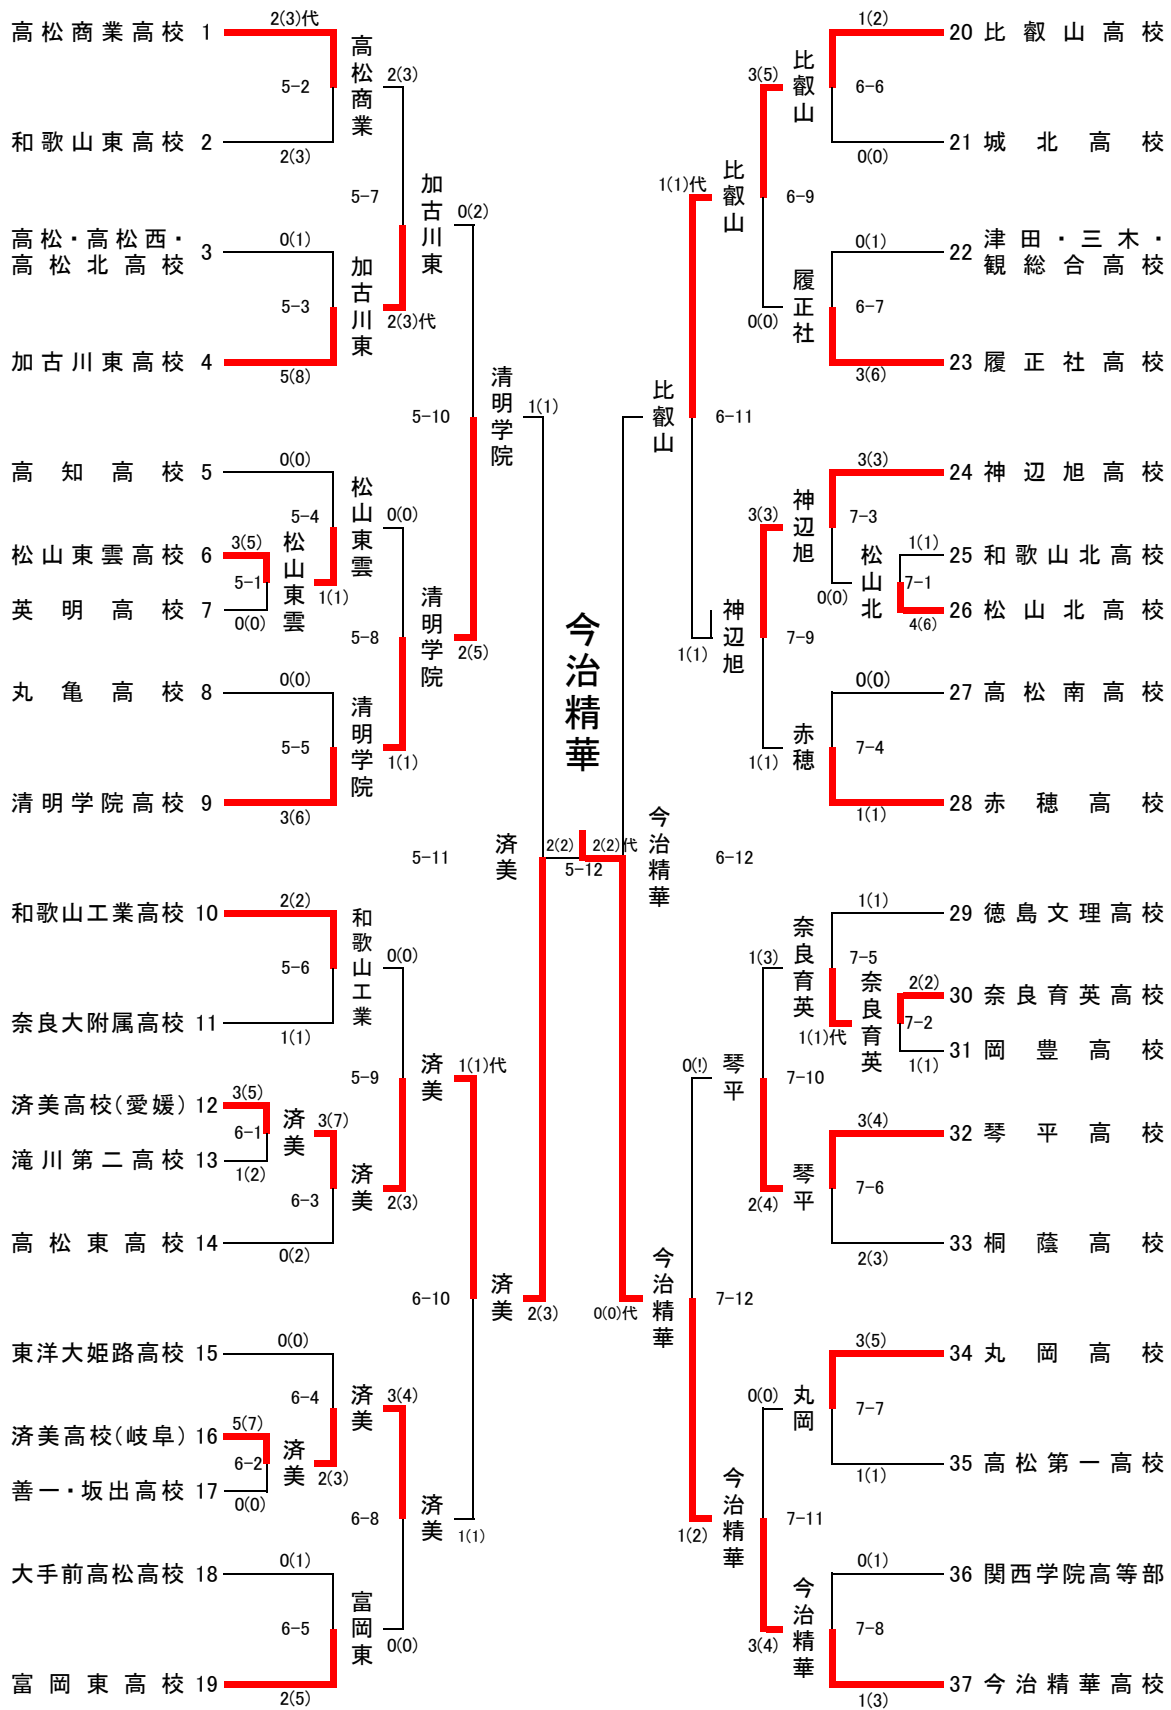 高松商業高校 1
2(3)代
5-2
高松商業
2(3)
和歌山東高校 2
2(3)
5-7
加古川東
0(2)
高松・高松西・
高松北高校 3
0(1)
5-3
加古川東
2(3)代
加古川東高校 4
5(8)
5-10
清明学院
1(1)
高知高校 5
0(0)
5-4
松山東雲
0(0)
松山東雲高校 6
3(5)
5-1
松山東雲
1(1)
英明高校 7
0(0)
5-8
清明学院
2(5)
丸亀高校 8
0(0)
5-5
清明学院
1(1)
清明学院高校 9
3(6)
5-11
済美
2(2)
今治精華
5-12
2(2)代
今治精華
6-12
和歌山工業高校 10
2(2)
5-6
和歌山工業
0(0)
奈良大附属高校 11
1(1)
5-9
済美
1(1)代
済美高校(愛媛) 12
3(5)
6-1
済美
3(7)
滝川第二高校 13
1(2)
6-3
済美
2(3)
高松東高校 14
0(2)
6-10
済美
2(3)
東洋大姫路高校 15
0(0)
6-4
済美
3(4)
済美高校(岐阜) 16
5(7)
6-2
済美
2(3)
善一・坂出高校 17
0(0)
6-8
済美
1(1)
大手前高松高校 18
0(1)
6-5
富岡東
0(0)
富岡東高校 19
2(5)
1(2)
20 比叡山高校
3(5)
比叡山
6-6
21 城北高校
0(0)
1(1)代
比叡山
6-9
0(1)
22 津田・三木・
観総合高校
履正社
0(0)
6-7
23 履正社高校
3(6)
比叡山
6-11
3(3)
24 神辺旭高校
3(3)
神辺旭
7-3
松山北
0(0)
1(1)
25 和歌山北高校
7-1
26 松山北高校
4(6)
神辺旭
1(1)
7-9
0(0)
27 高松南高校
赤穂
1(1)
7-4
28 赤穂高校
1(1)
1(1)
29 徳島文理高校
1(3)
奈良育英
7-5
奈良育英
1(1)代
2(2)
30 奈良育英高校
7-2
31 岡豊高校
1(1)
0(!)
琴平
7-10
3(4)
32 琴平高校
琴平
2(4)
7-6
33 桐蔭高校
2(3)
今治精華
0(0)代
7-12
3(5)
34 丸岡高校
0(0)
丸岡
7-7
35 高松第一高校
1(1)
今治精華
1(2)
7-11
0(1)
36 関西学院高等部
今治精華
3(4)
7-8
37 今治精華高校
1(3)